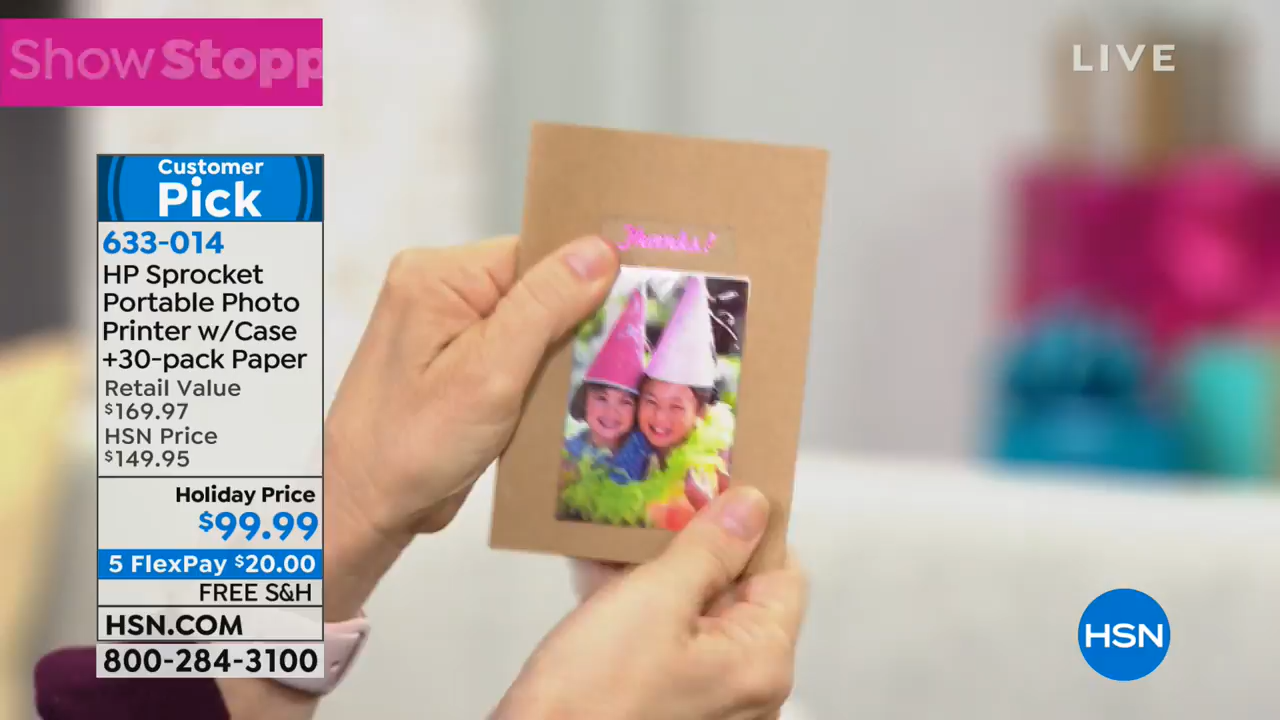 ShowStopp
LIVE
Customer
Pick
633-014
HP Sprocket
Portable Photo
Printer w/Case
+30-pack Paper
Retail Value
$169.97
HSN Price
$149.95
Holiday Price
$99.99
5 FlexPay $20.00
FREE S&H
HSN.COM
800-284-3100
Thanks!
HSN